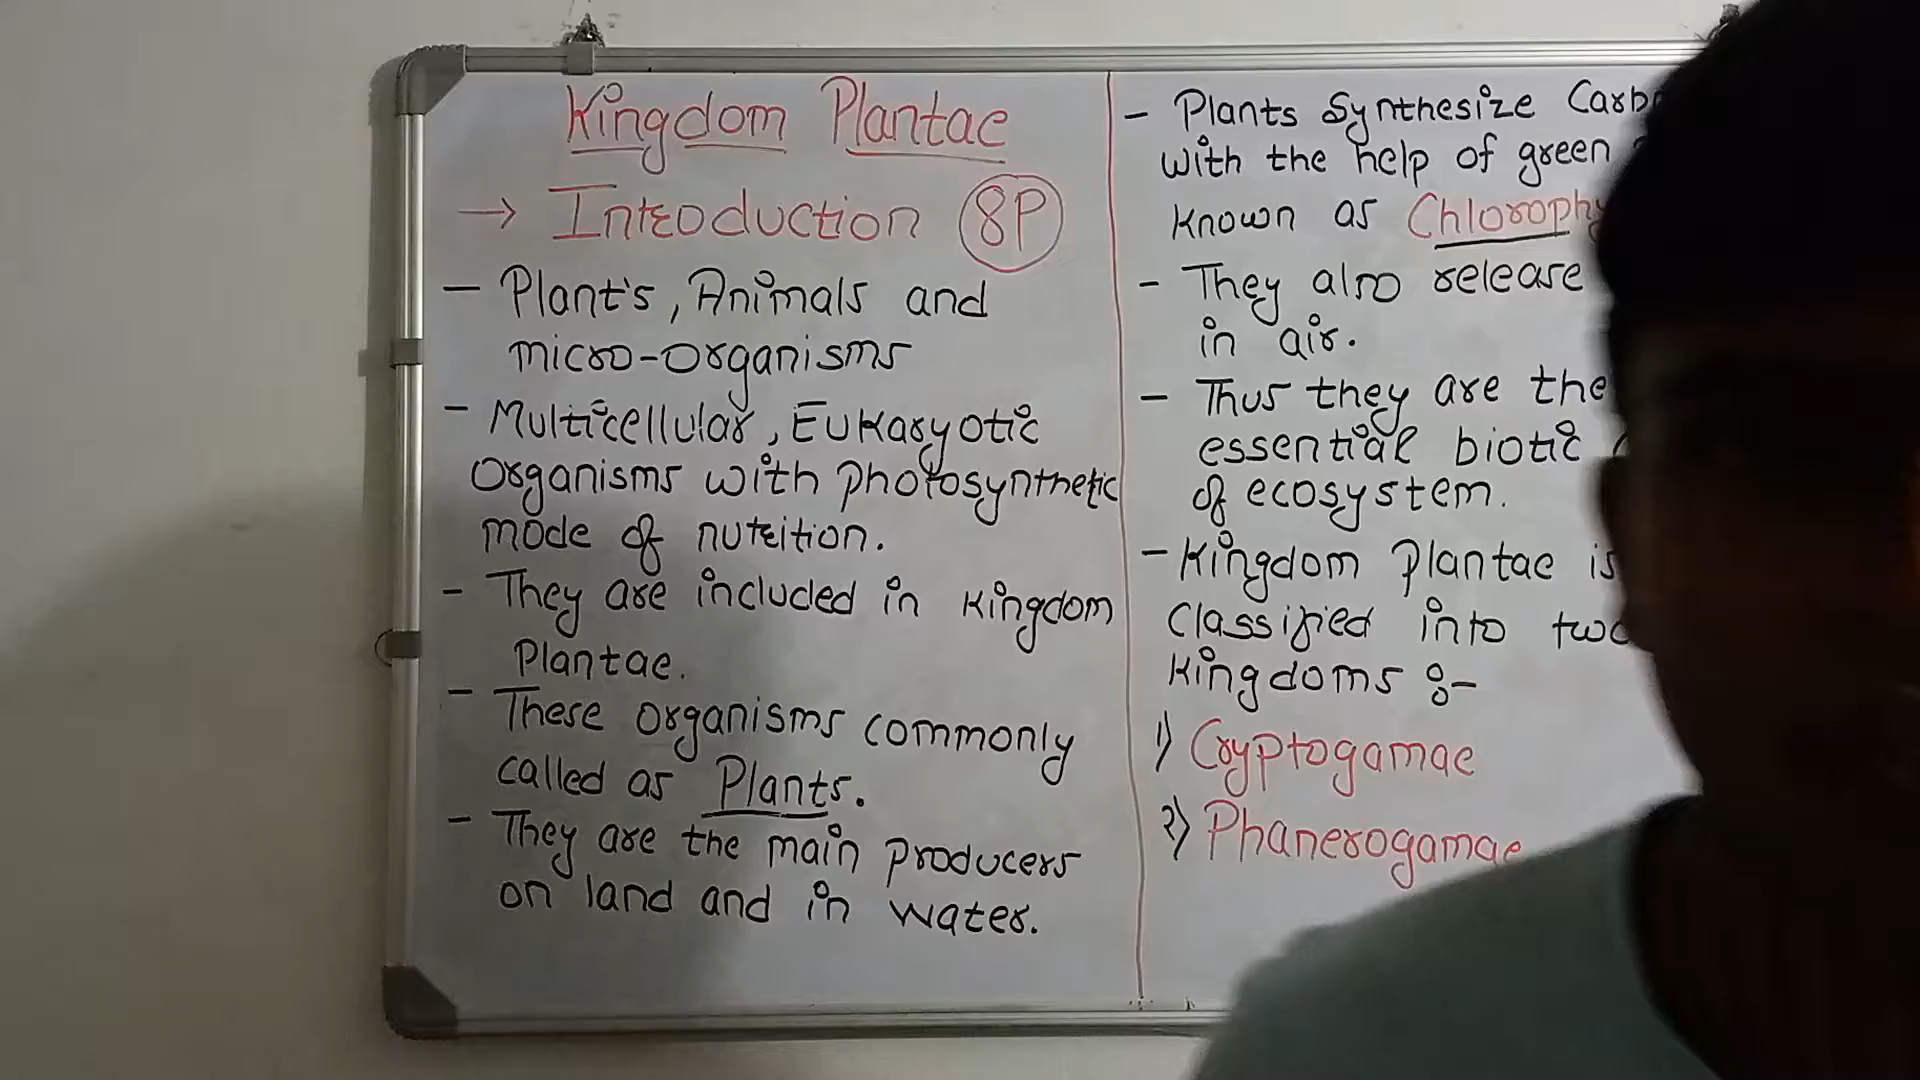 Kingdom Plantae
→ Introduction 8P
- Plant's, Animals and
micro-organisms
- Multicellular, Eukaryotic
organisms with photosynthetic
mode of nutrition.
- They are included in kingdom
Plantae.
- These organisms commonly
called as Plants.
- They are the main producers
on land and in water.
- Plants synthesize
with the help of green
known as
- They also release
in air.
- Thus they are the
essential biotic
of ecosystem.
- Kingdom plantae is
classified into two
kingdoms :-
1) Cryptogamae
2) Phanerogamae